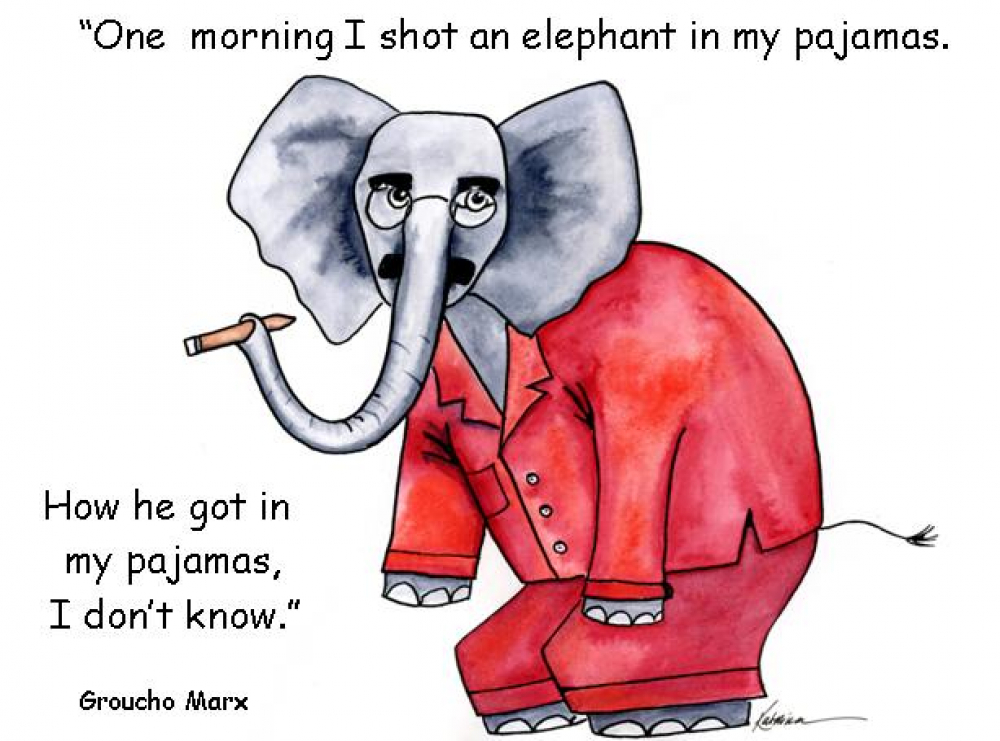 “One morning I shot an elephant in my pajamas.
How he got in
my pajamas,
I don’t know.”
Groucho Marx